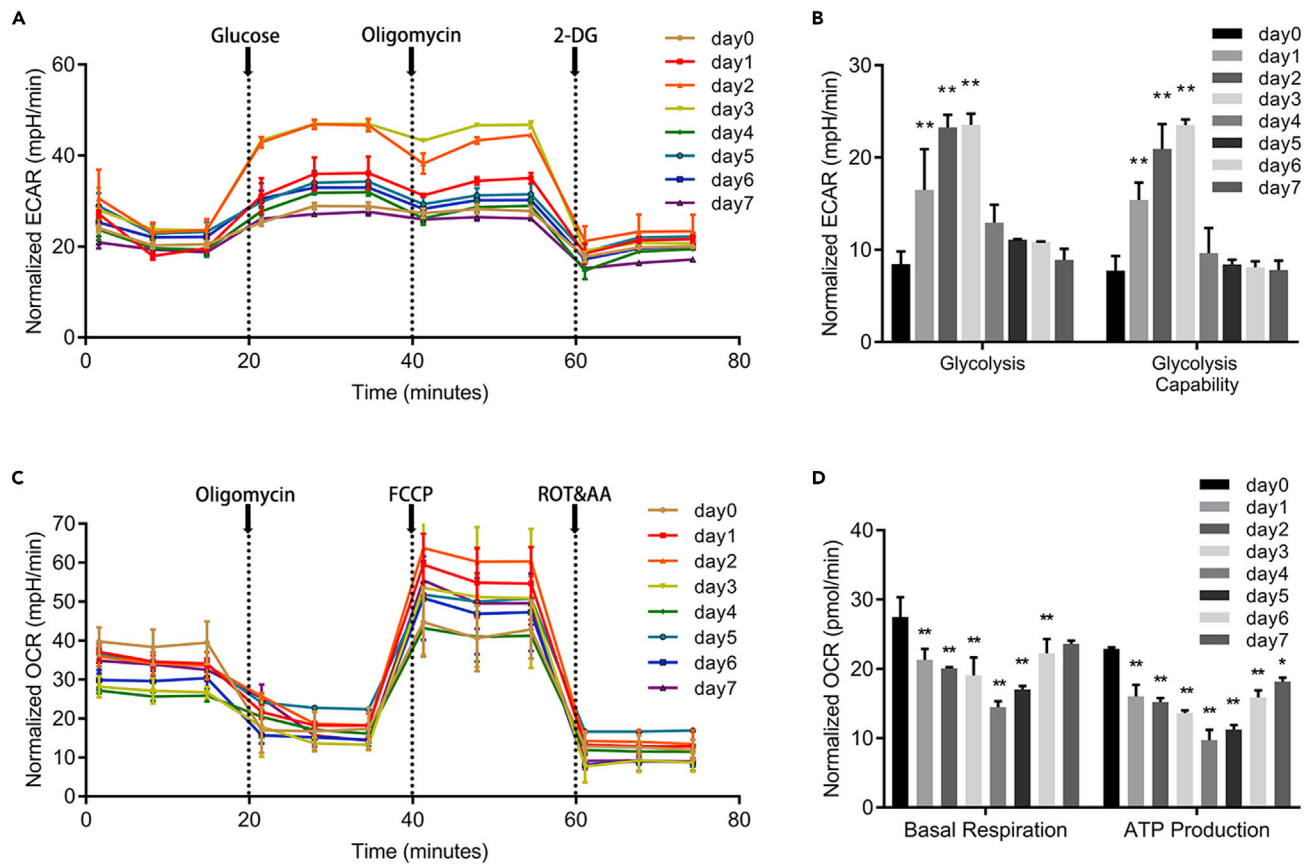 A
Glucose
Oligomycin
2-DG
Normalized ECAR (mpH/min)
60
40
20
0
0
20
40
60
80
Time (minutes)
day0
day1
day2
day3
day4
day5
day6
day7
B
Normalized ECAR (mpH/min)
30
20
10
0
**
**
**
**
**
**
Glycolysis
Glycolysis
Capability
day0
day1
day2
day3
day4
day5
day6
day7
C
Oligomycin
FCCP
ROT&AA
Normalized OCR (mpH/min)
70
60
50
40
30
20
10
0
0
20
40
60
80
Time (minutes)
day0
day1
day2
day3
day4
day5
day6
day7
D
Normalized OCR (pmol/min)
40
30
20
10
0
**
**
**
**
**
**
**
**
**
**
**
**
*
Basal Respiration
ATP Production
day0
day1
day2
day3
day4
day5
day6
day7